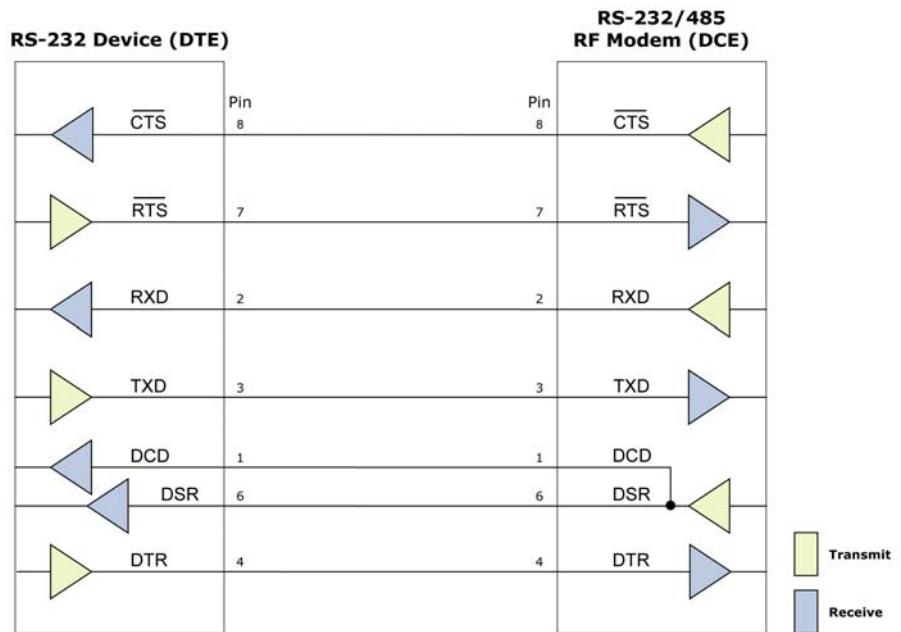 RS-232 Device (DTE)
RS-232/485
RF Modem (DCE)
Pin
Pin
CTS
8
8
CTS
RTS
7
7
RTS
RXD
2
2
RXD
TXD
3
3
TXD
DCD
1
1
DCD
DSR
6
6
DSR
DTR
4
4
DTR
Transmit
Receive